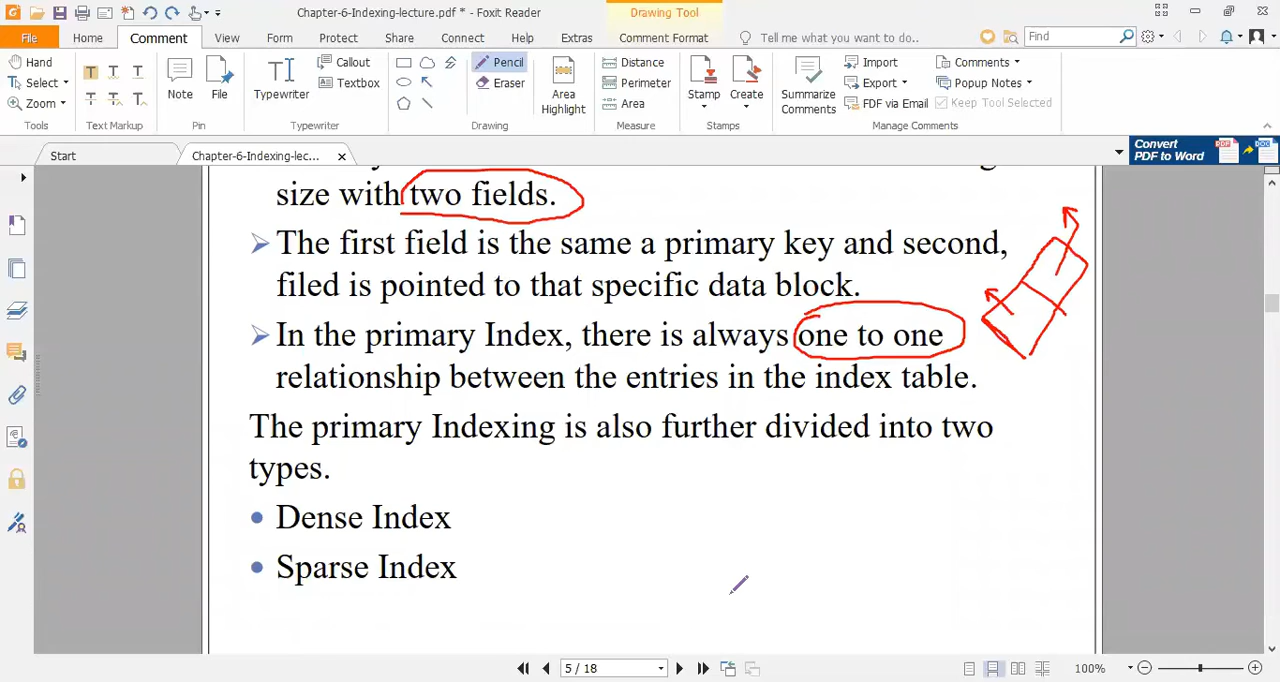 Chapter-6-Indexing-lecture.pdf * - Foxit Reader
Drawing Tool
File Home Comment View Form Protect Share Connect Help Extras Comment Format Tell me what you want to do.. Find
Hand
Select
Zoom
Tools
T T T
T T T
Text Markup
Note
File
Pin
Typewriter
Callout
Textbox
Typewriter
Pencil
Eraser
Drawing
Area
Highlight
Distance
Perimeter
Area
Measure
Stamp
Create
Stamps
Summarize
Comments
Import
Export
FDF via Email
Comments
Popup Notes
Keep Tool Selected
Manage Comments
Start
Chapter-6-Indexing-lec...
Convert
PDF to Word
size with two fields.
The first field is the same a primary key and second,
filed is pointed to that specific data block.
In the primary Index, there is always one to one
relationship between the entries in the index table.
The primary Indexing is also further divided into two
types.
Dense Index
Sparse Index
5 / 18
100%